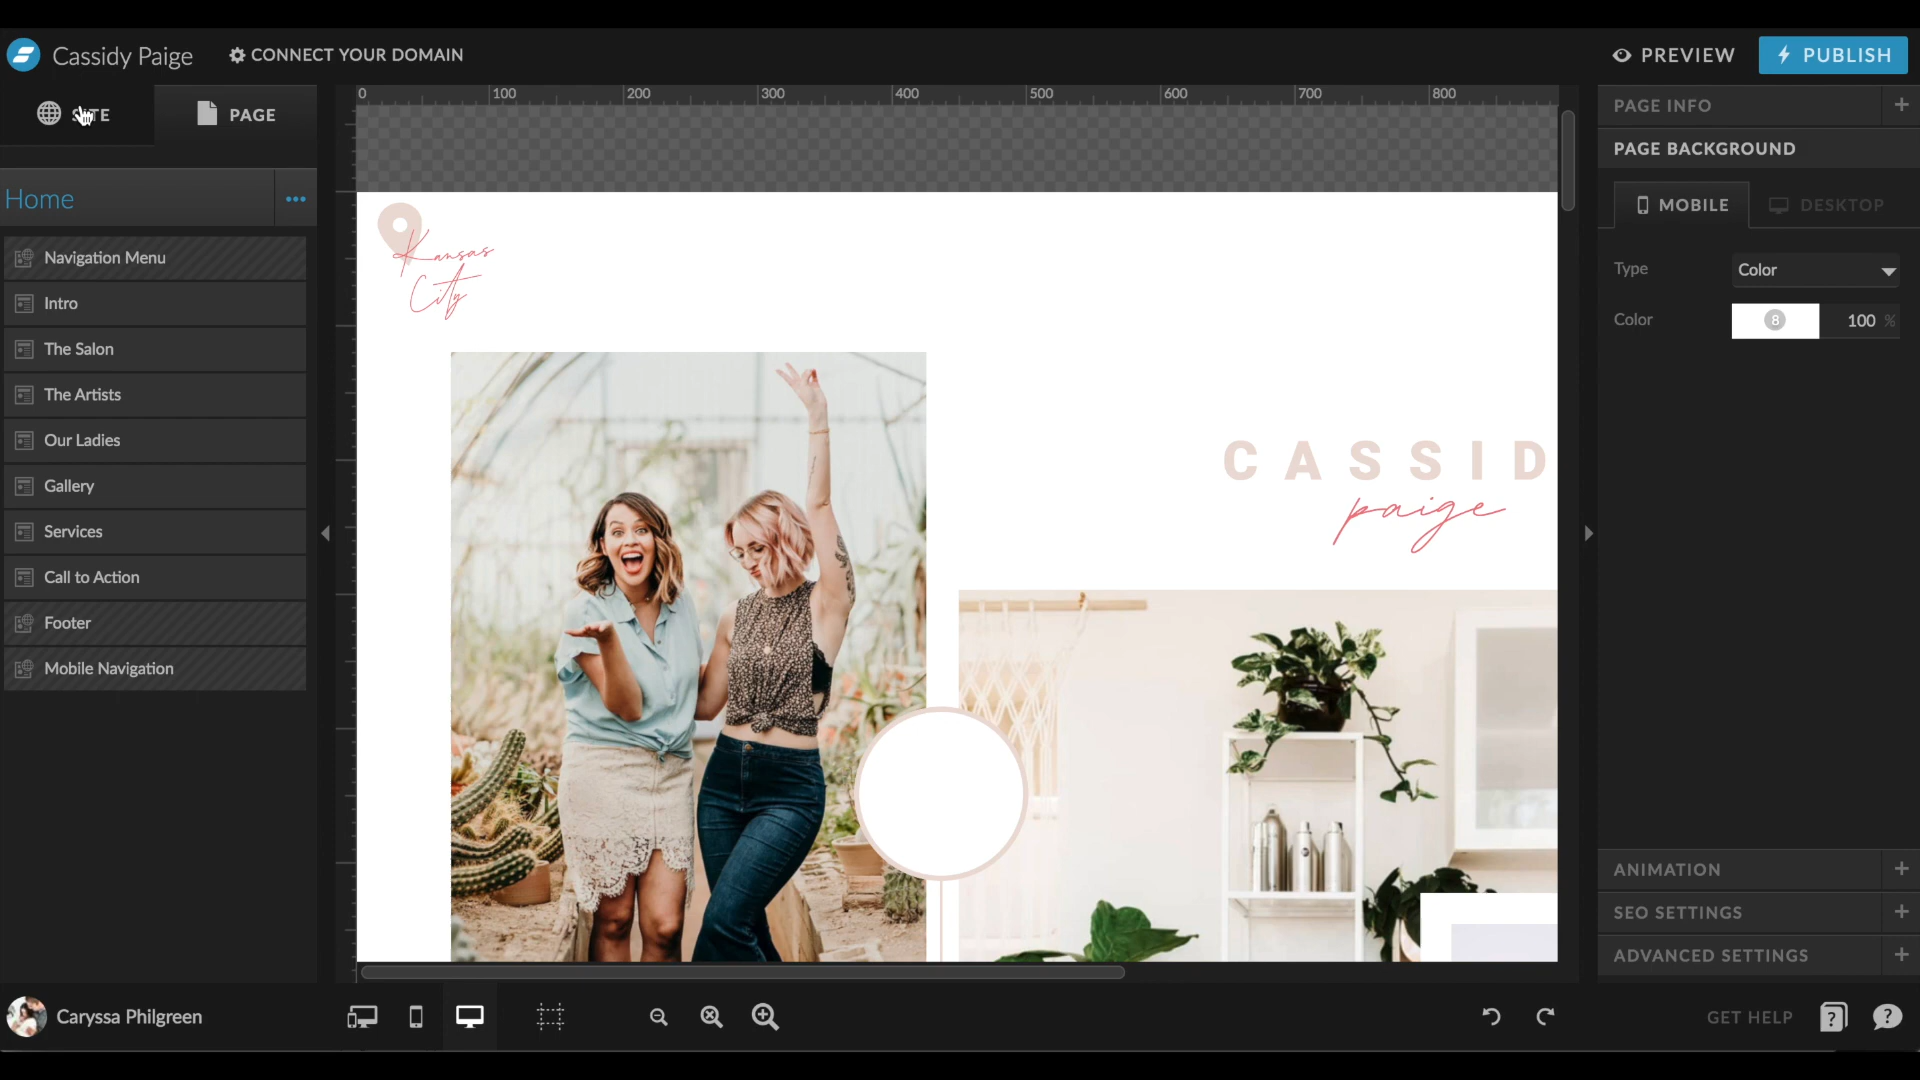 Cassidy Paige
CONNECT YOUR DOMAIN
PREVIEW
PUBLISH
PAGE
0 100 200 300 400 500 600 700 800
PAGE INFO +
PAGE BACKGROUND
Home
MOBILE
DESKTOP
Navigation Menu
Intro
The Salon
The Artists
Our Ladies
Gallery
Services
Call to Action
Footer
Mobile Navigation
Kansas
City
CASSID
paige
Type
Color
Color
8
100 %
ANIMATION +
SEO SETTINGS +
ADVANCED SETTINGS +
Caryssa Philgreen
GET HELP
?
?